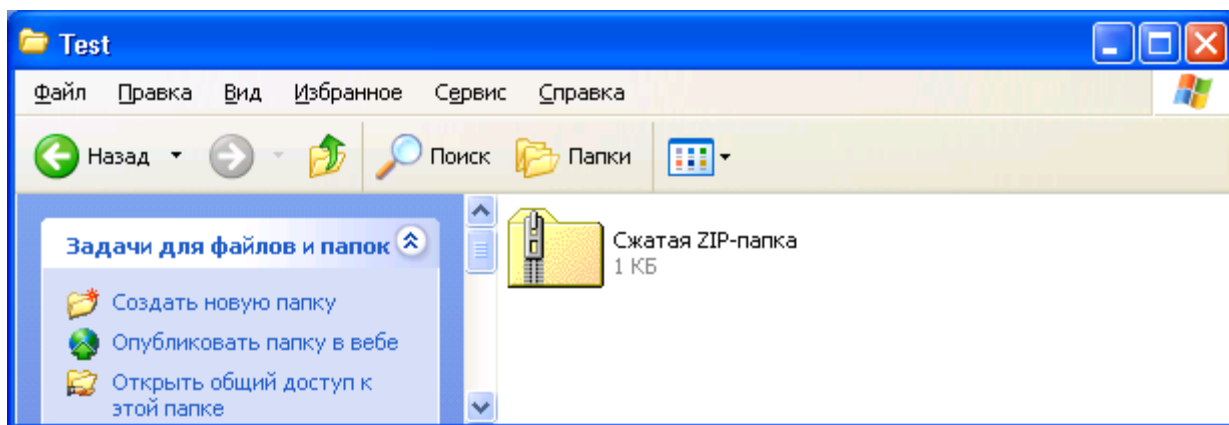 Test
Файл Правка Вид Избранное Сервис Справка
Назад Поиск Папки
Задачи для файлов и папок
Создать новую папку
Опубликовать папку в вебе
Открыть общий доступ к
этой папке
Сжатая ZIP-папка
1 КБ